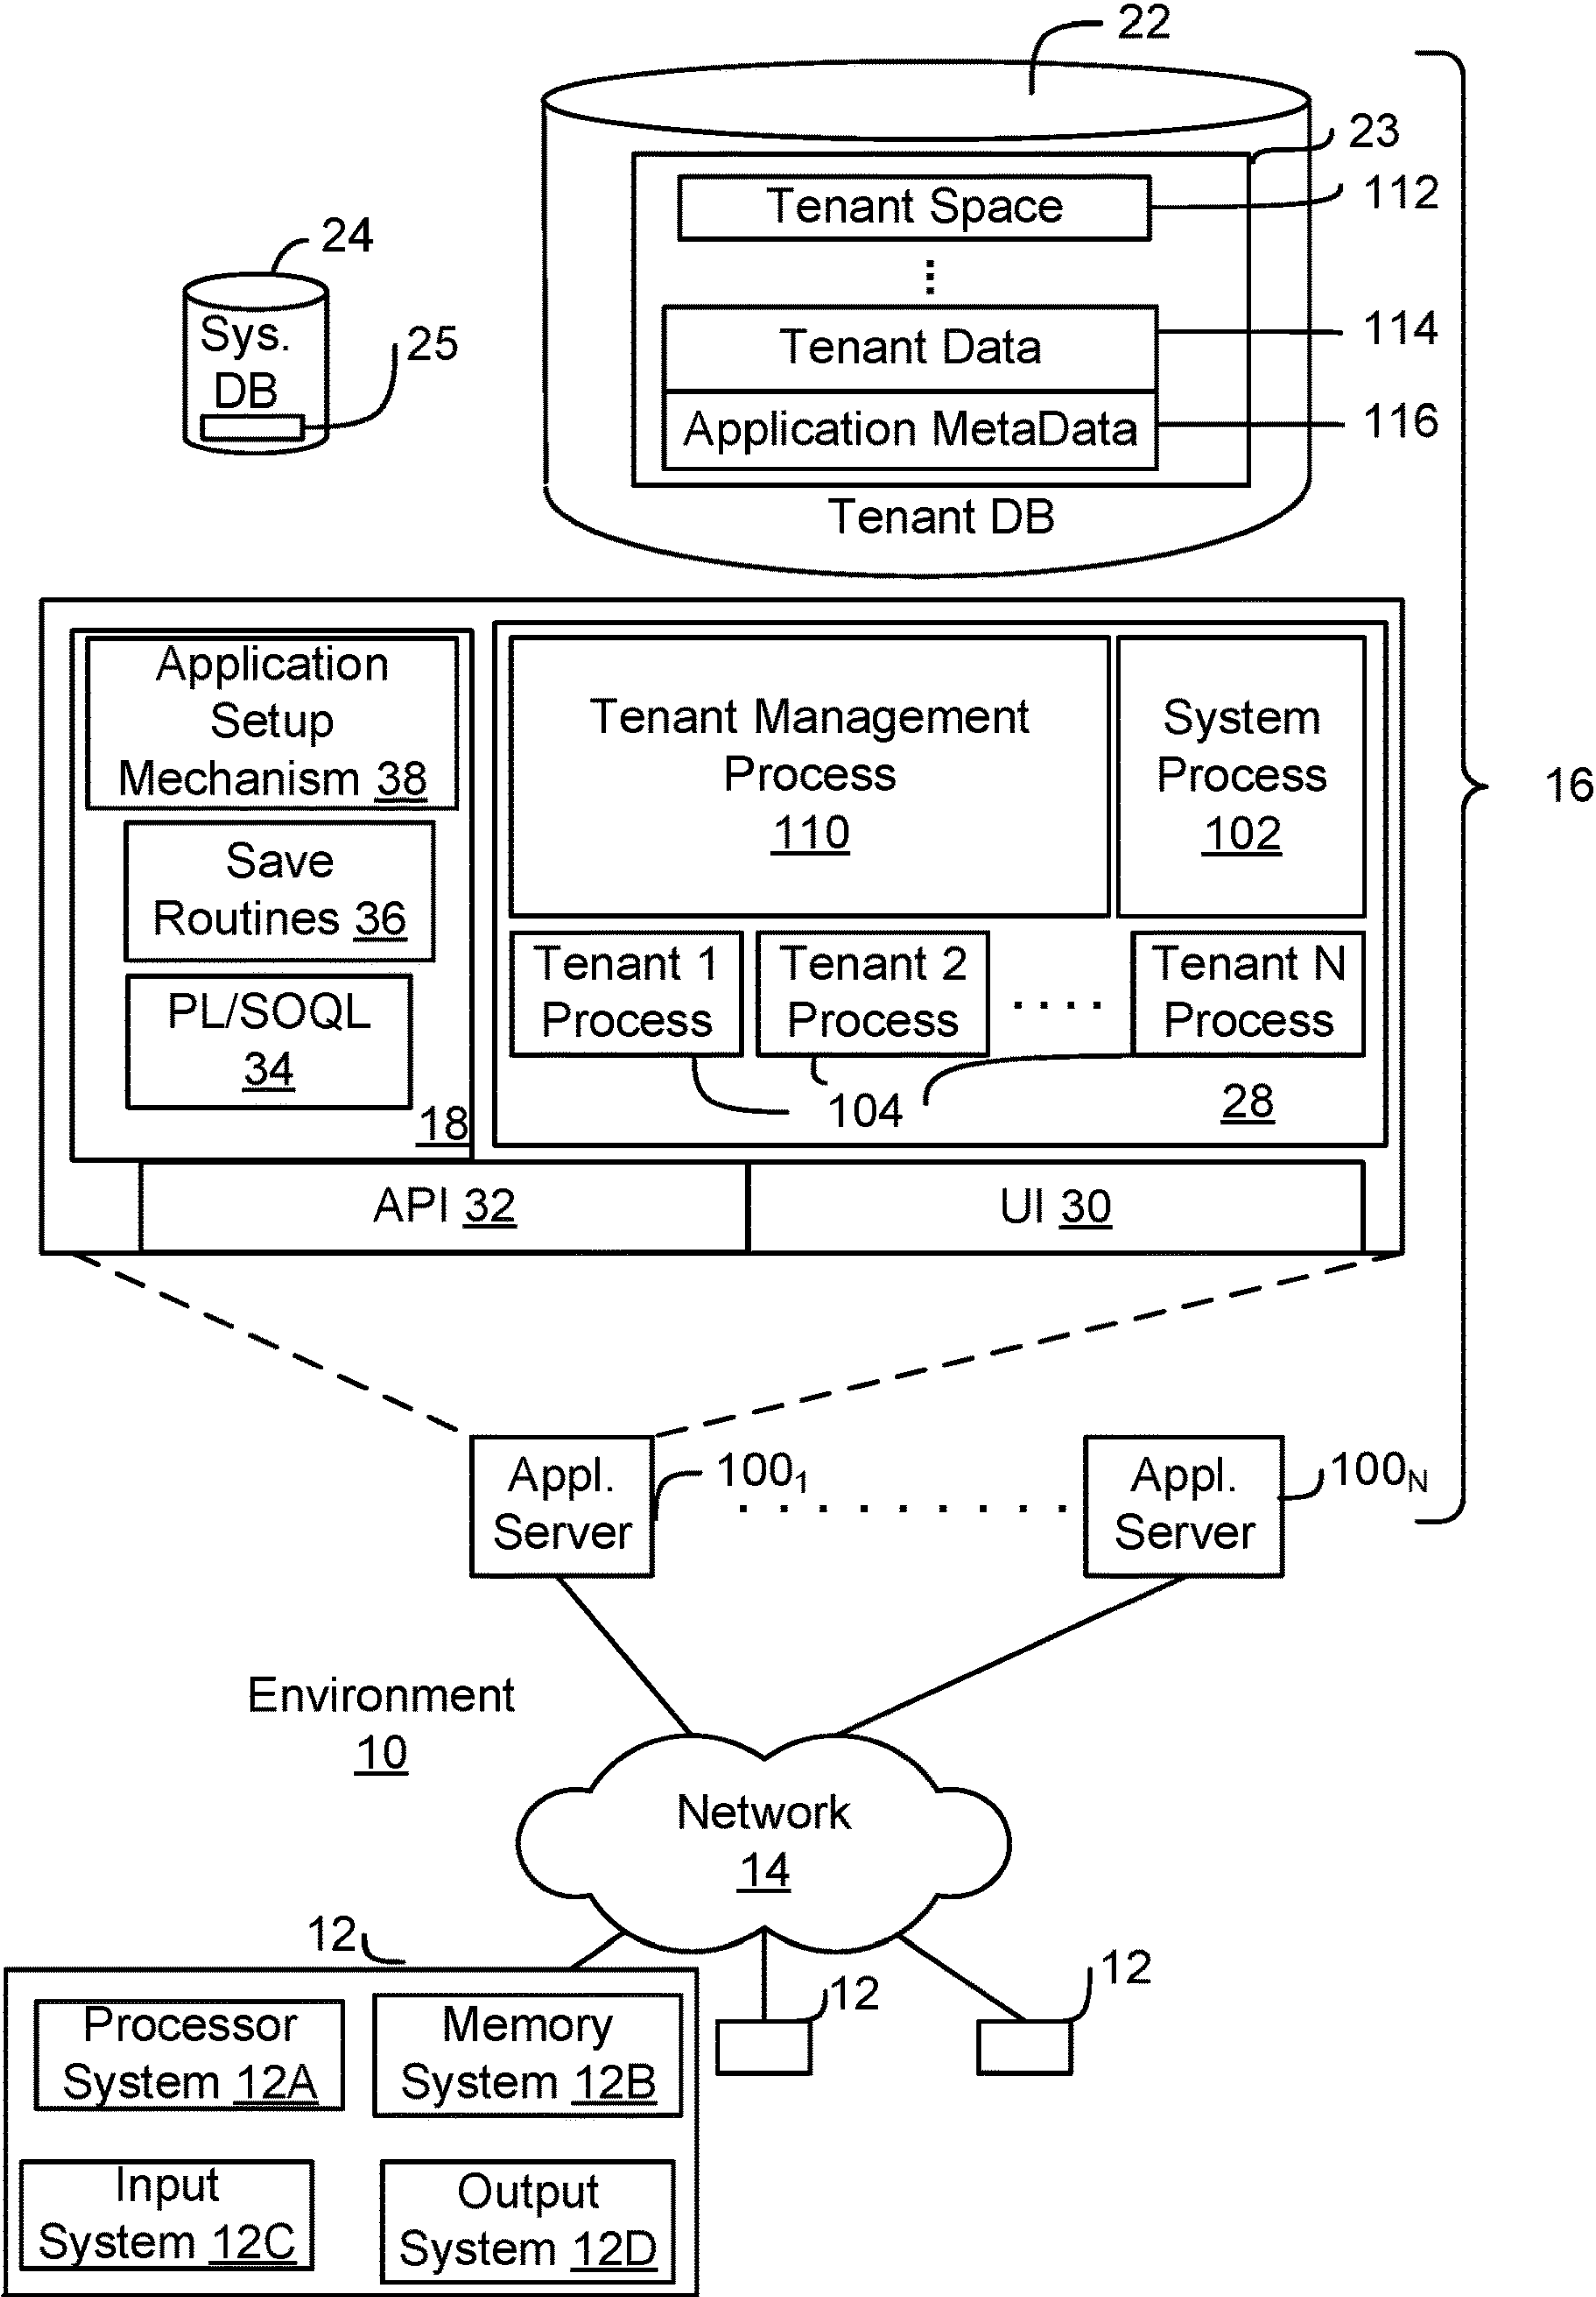 22
23
Tenant Space
112
24
Sys.
DB
25
Tenant Data
114
Application MetaData
116
Tenant DB
Application
Setup
Mechanism 38
Tenant Management
Process
110
System
Process
102
16
Save
Routines 36
Tenant 1
Process
Tenant 2
Process
. . . .
Tenant N
Process
PL/SOQL
34
104
28
18
API 32
UI 30
Appl.
Server
100₁
. . . . . . . . .
Appl.
Server
100N
Environment
10
Network
14
12
12
12
Processor
System 12A
Memory
System 12B
Input
System 12C
Output
System 12D